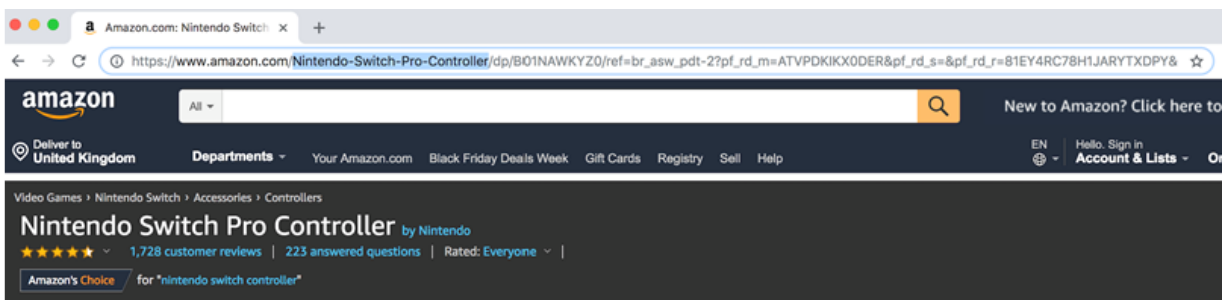 Amazon.com: Nintendo Switch
https://www.amazon.com/Nintendo-Switch-Pro-Controller/dp/B01NAWKYZ0/ref=br_asw_pdt-2?pf_rd_m=ATVPDKIKX0DER&pf_rd_s=&pf_rd_r=81EY4RC78H1JARYTXDPY&
amazon
All
New to Amazon? Click here to
Deliver to
United Kingdom
Departments
Your Amazon.com Black Friday Deals Week Gift Cards Registry Sell Help
EN
Hello. Sign in
Account & Lists
Or
Video Games › Nintendo Switch › Accessories › Controllers
Nintendo Switch Pro Controller by Nintendo
1,728 customer reviews | 223 answered questions | Rated: Everyone |
Amazon's Choice for "nintendo switch controller"